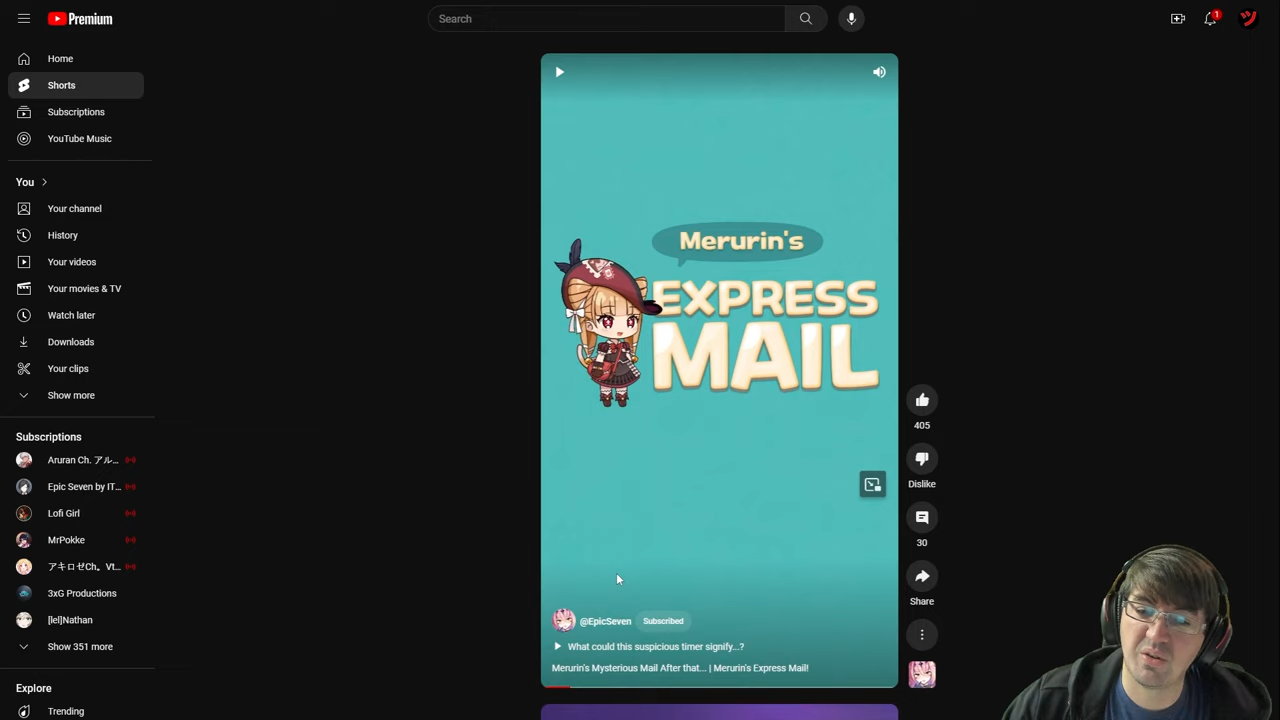 Premium
Search
1
Home
Shorts
Subscriptions
YouTube Music
You
Your channel
History
Your videos
Your movies & TV
Watch later
Downloads
Your clips
Show more
Subscriptions
Aruran Ch. アル...
Epic Seven by IT...
Lofi Girl
MrPokke
アキロゼCh。Vt...
3xG Productions
[lel]Nathan
Show 351 more
Explore
Trending
Merurin's
EXPRESS
MAIL
405
Dislike
30
Share
@EpicSeven Subscribed
What could this suspicious timer signify...?
Merurin's Mysterious Mail After that... | Merurin's Express Mail!